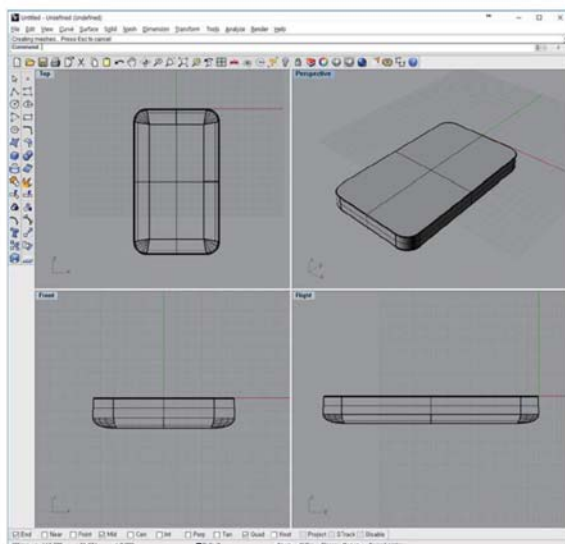 Untitled - Unsefined (Undefined)
File Edit View Curve Surface Solid Mesh Dimension Transform Tools Analyze Render Help
Creating meshes... Press Esc to cancel
Command:
Top
Perspective
Front
Right
End Near Point Mid Cen Int Perp Tan Quad Knot Project STrack Disable